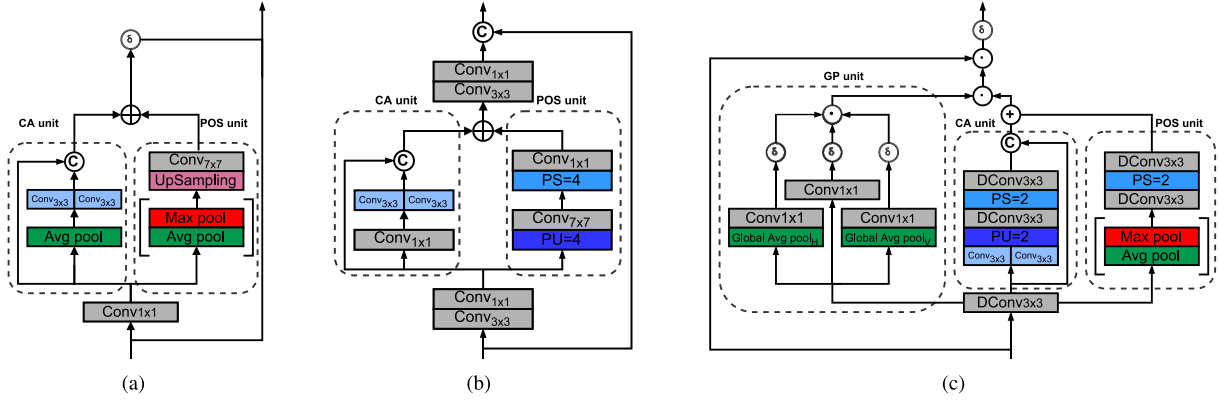 δ
CA unit
POS unit
C
Conv7x7
UpSampling
Conv3x3 Conv3x3
Max pool
Avg pool
Avg pool
Conv1x1
(a)
C
Conv1x1
Conv3x3
CA unit
POS unit
C
Conv1x1
PS=4
Conv3x3 Conv3x3
Conv7x7
PU=4
Conv1x1
Conv1x1
Conv3x3
(b)
δ
GP unit
CA unit
POS unit
δ
δ
δ
C
Conv1x1
Conv1x1
Global Avg poolH
Conv1x1
Global Avg poolV
DConv3x3
PS=2
DConv3x3
PU=2
Conv3x3 Conv3x3
DConv3x3
PS=2
DConv3x3
Max pool
Avg pool
DConv3x3
(c)